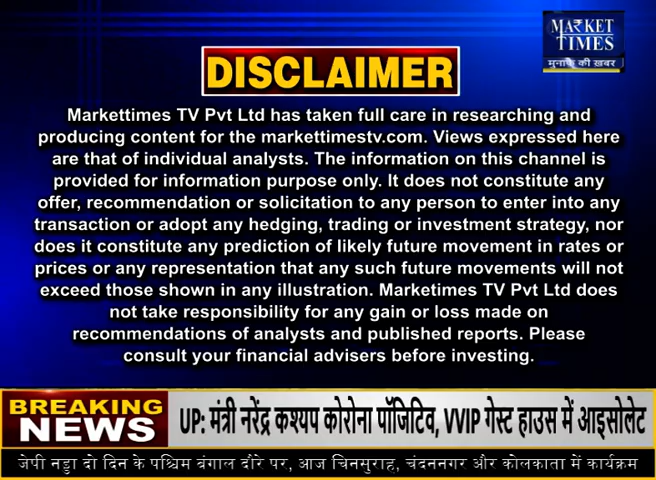 MARKET
TIMES
मुनाफे की ख़बर
DISCLAIMER
Markettimes TV Pvt Ltd has taken full care in researching and
producing content for the markettimestv.com. Views expressed here
are that of individual analysts. The information on this channel is
provided for information purpose only. It does not constitute any
offer, recommendation or solicitation to any person to enter into any
transaction or adopt any hedging, trading or investment strategy, nor
does it constitute any prediction of likely future movement in rates or
prices or any representation that any such future movements will not
exceed those shown in any illustration. Marketimes TV Pvt Ltd does
not take responsibility for any gain or loss made on
recommendations of analysts and published reports. Please
consult your financial advisers before investing.
BREAKING
NEWS
UP: मंत्री नरेंद्र कश्यप कोरोना पॉजिटिव, VVIP गेस्ट हाउस में आइसोलेट
जेपी नड्डा दो दिन के पश्चिम बंगाल दौरे पर, आज चिनसुराह, चंदननगर और कोलकाता में कार्यक्रम